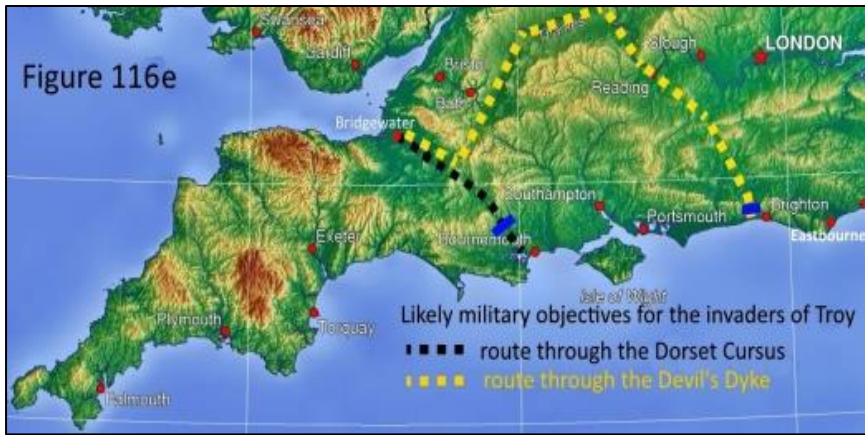 Swansea
Cardiff
LONDON
Slough
Figure 116e
Bristol
Reading
Bath
Bridgewater
Southampton
Brighton
Portsmouth
Eastbourne
Exeter
Bournemouth
Isle of Wight
Likely military objectives for the invaders of Troy
Plymouth
Torquay
route through the Dorset Cursus
route through the Devil's Dyke
Falmouth